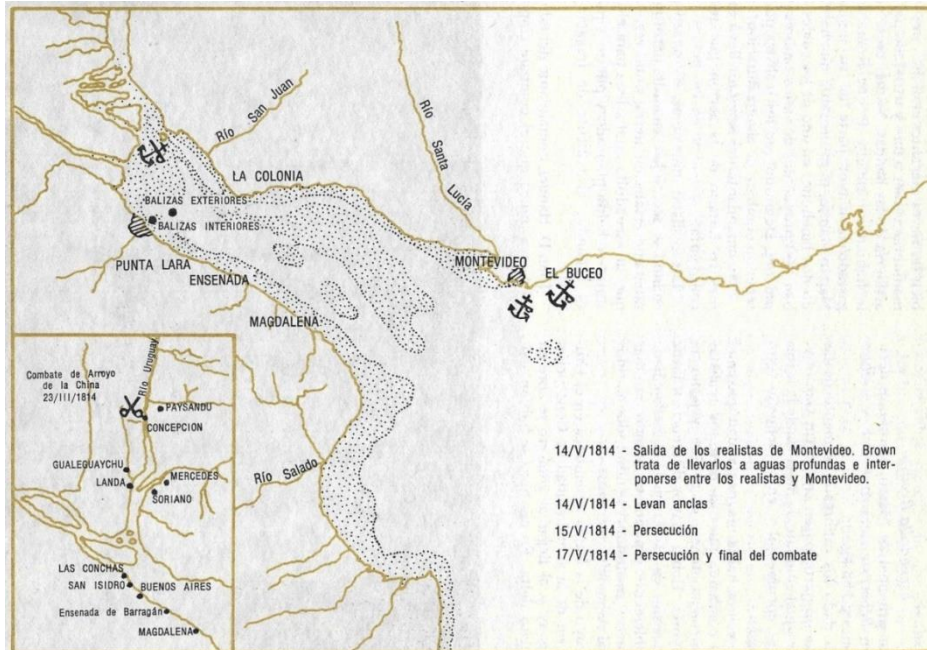 Río San Juan
Río Santa Lucía
LA COLONIA
BALIZAS EXTERIORES
BALIZAS INTERIORES
PUNTA LARA
ENSENADA
MONTEVIDEO
EL BUCEO
MAGDALENA
Río Salado
Combate de Arroyo
de la China
23/III/1814
Río Uruguay
PAYSANDU
CONCEPCION
GUALEGUAYCHU
LANDA
MERCEDES
SORIANO
LAS CONCHAS
SAN ISIDRO
BUENOS AIRES
Ensenada de Barragán
MAGDALENA
14/V/1814 - Salida de los realistas de Montevideo. Brown
trata de llevarlos a aguas profundas e inter-
ponerse entre los realistas y Montevideo.
14/V/1814 - Levan anclas
15/V/1814 - Persecución
17/V/1814 - Persecución y final del combate